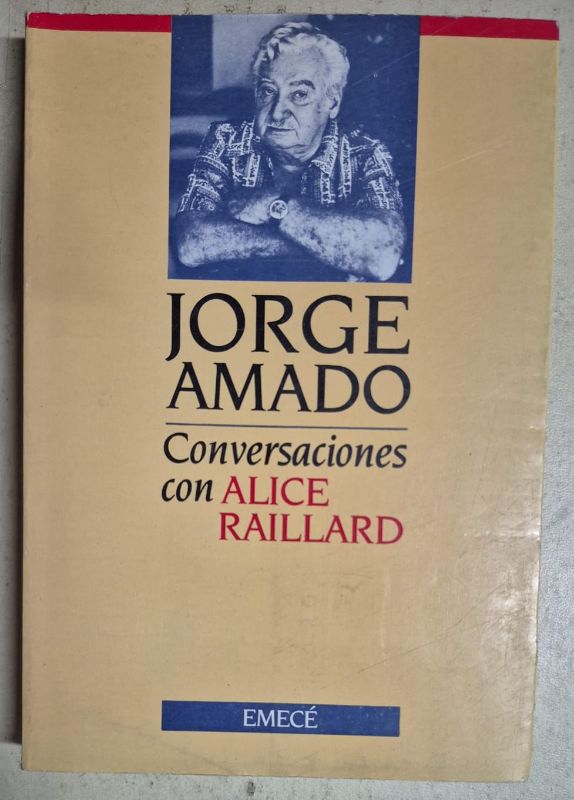 JORGE
AMADO
Conversaciones
con ALICE
RAILLARD
EMECÉ